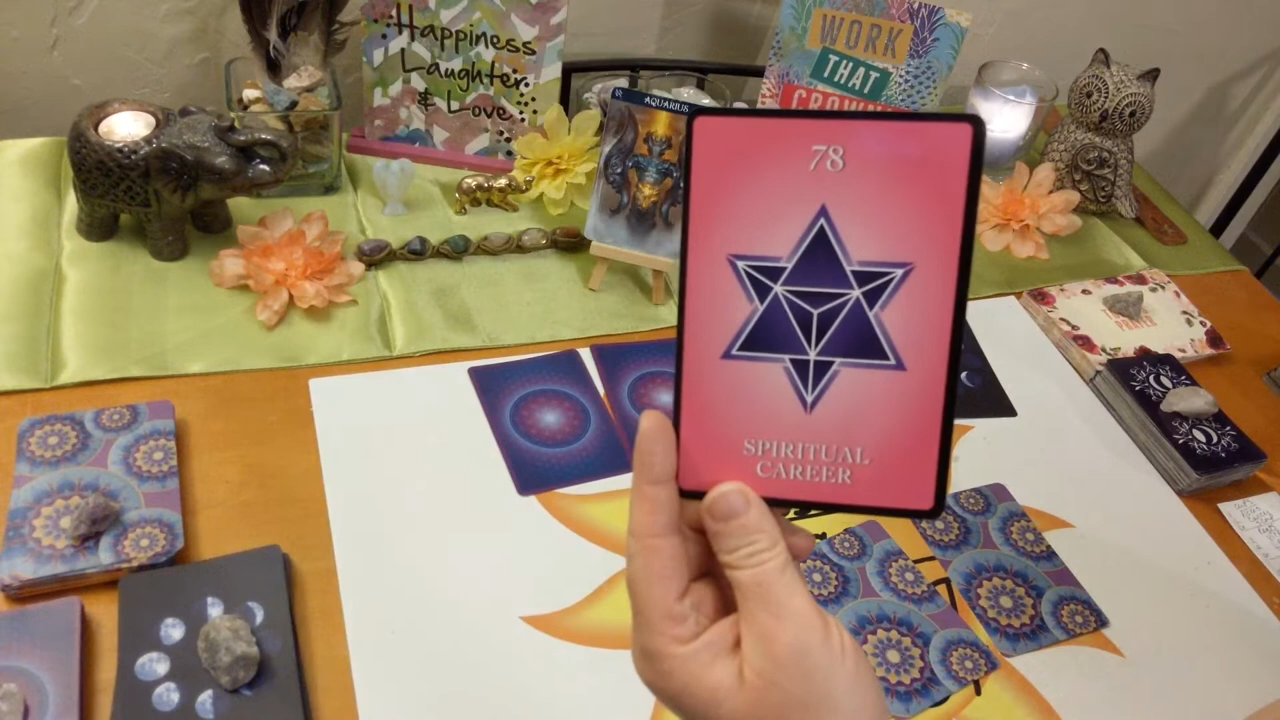 Happiness
Laughter
& Love
WORK
THAT
AQUARIUS
78
SPIRITUAL
CAREER